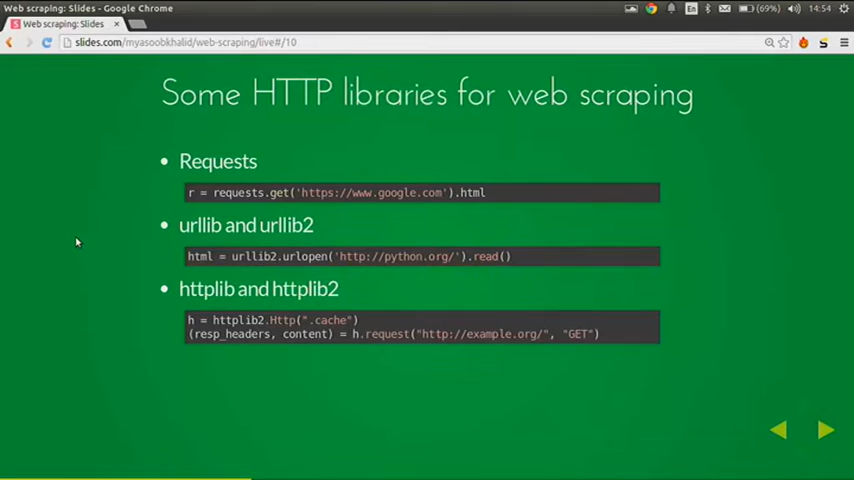 Web scraping: Slides - Google Chrome
En
(69%)
14:54
Web scraping: Slides
slides.com/myasoobkhalid/web-scraping/live#/10
Some HTTP libraries for web scraping
Requests
r = requests.get('https://www.google.com').html
urllib and urllib2
html = urllib2.urlopen('http://python.org/').read()
httplib and httplib2
h = httplib2.Http(".cache")
(resp_headers, content) = h.request("http://example.org/", "GET")